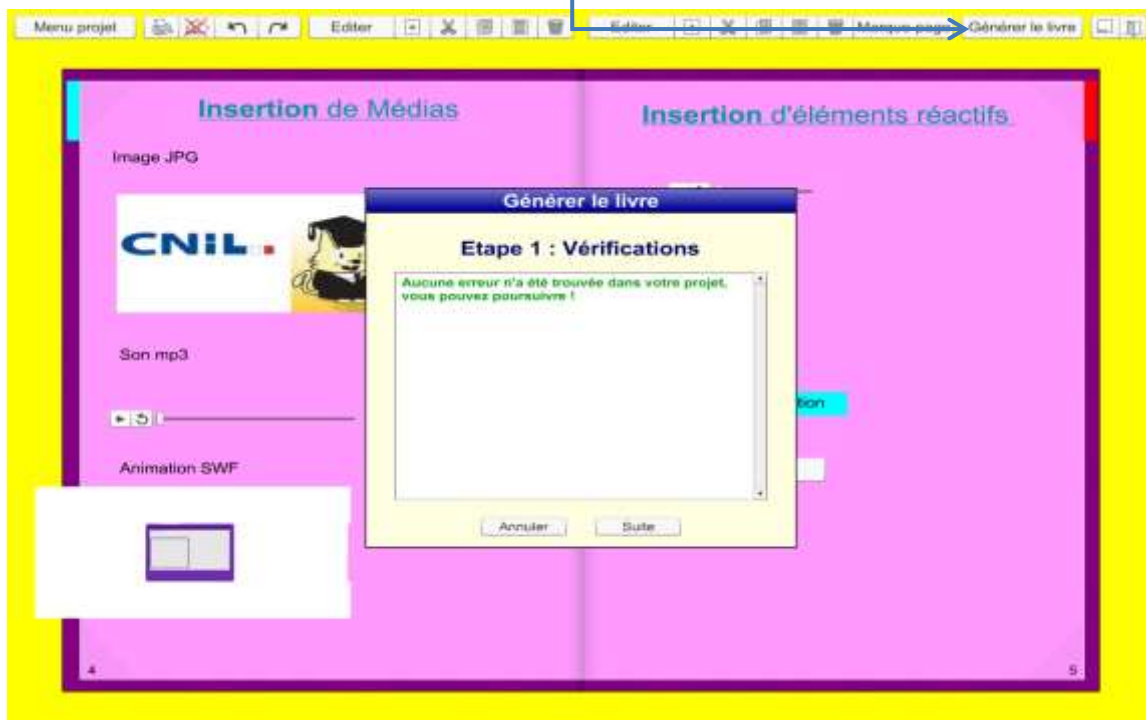 Menu projet
Editer
Editer
Marque page
Générer le livre
Insertion de Médias
Insertion d'éléments réactifs
Image JPG
CNiL.
Générer le livre
Etape 1 : Vérifications
Aucune erreur n'a été trouvée dans votre projet,
vous pouvez poursuivre !
Son mp3
tion
Animation SWF
Annuler
Suite
4
5